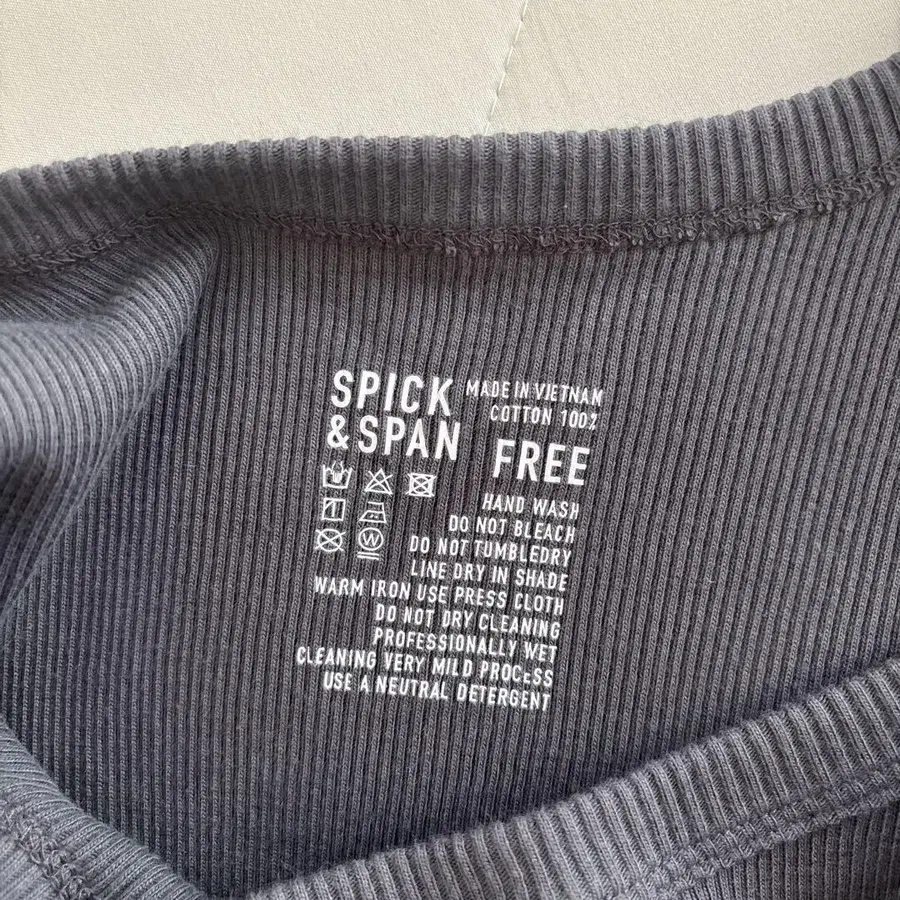 SPICK
& SPAN
MADE IN VIETNAM
COTTON 100%
FREE
HAND WASH
DO NOT BLEACH
DO NOT TUMBLEDRY
LINE DRY IN SHADE
WARM IRON USE PRESS CLOTH
DO NOT DRY CLEANING
PROFESSIONALLY WET
CLEANING VERY MILD PROCESS
USE A NEUTRAL DETERGENT
W